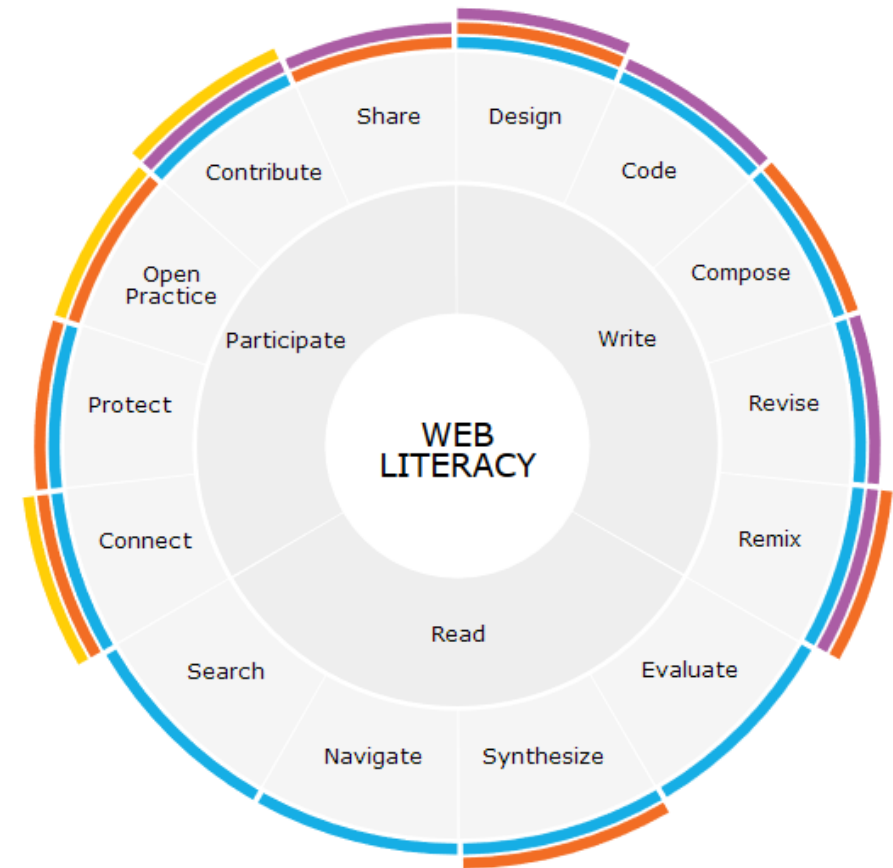 Share
Design
Contribute
Code
Open
Practice
Compose
Participate
Write
Protect
Revise
WEB
LITERACY
Connect
Remix
Read
Search
Evaluate
Navigate
Synthesize